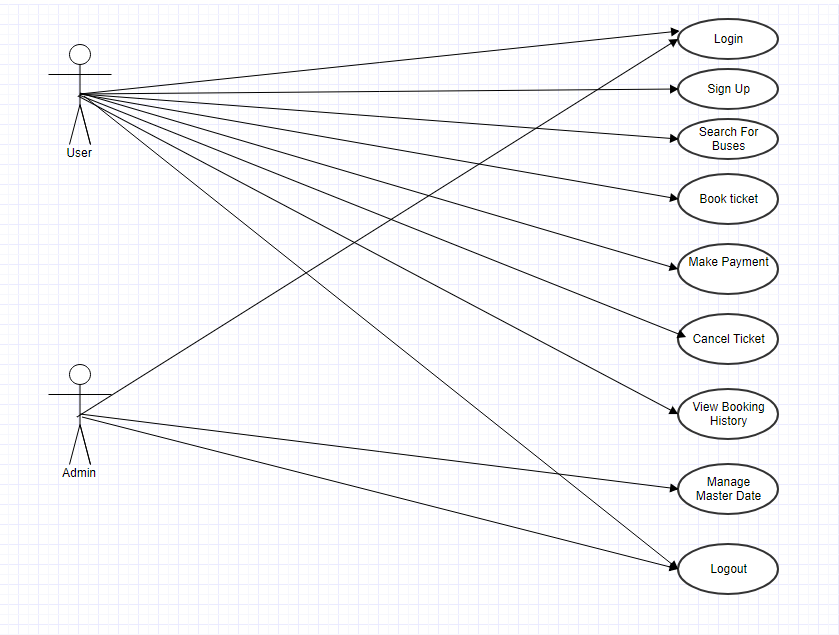 Login
Sign Up
Search For
Buses
User
Book ticket
Make Payment
Cancel Ticket
View Booking
History
Admin
Manage
Master Date
Logout